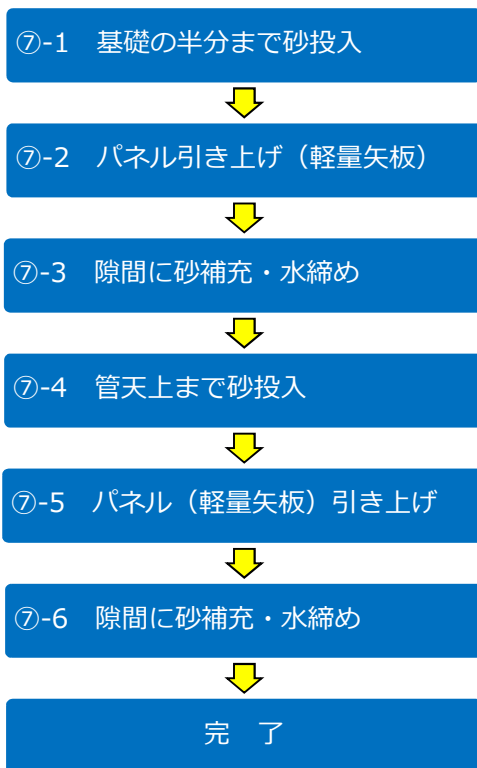 ⑦-1　基礎の半分まで砂投入
⑦-2　パネル引き上げ（軽量矢板）
⑦-3　隙間に砂補充・水締め
⑦-4　管天上まで砂投入
⑦-5　パネル（軽量矢板）引き上げ
⑦-6　隙間に砂補充・水締め
完　了